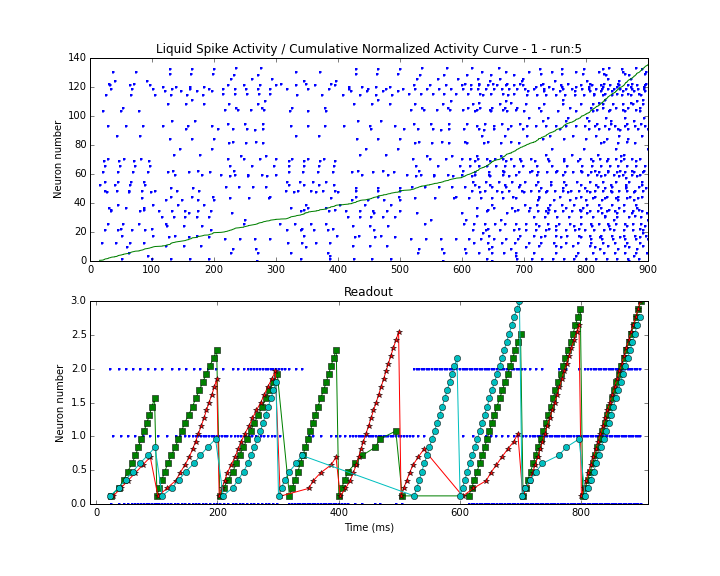 Liquid Spike Activity / Cumulative Normalized Activity Curve - 1 - run:5
Neuron number
140
120
100
80
60
40
20
0
0 100 200 300 400 500 600 700 800 900
Readout
Neuron number
3.0
2.5
2.0
1.5
1.0
0.5
0.0
0 200 400 600 800
Time (ms)